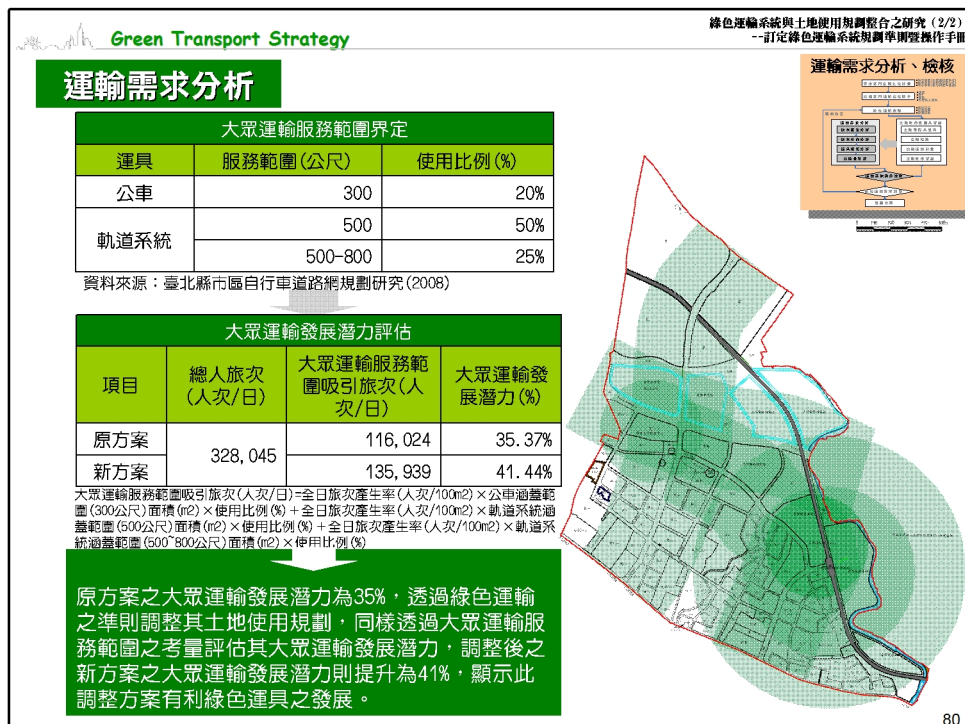 Green Transport Strategy
綠色運輸系統與土地使用規劃整合之研究(2/2)
--訂定綠色運輸系統規劃準則暨操作手冊
運輸需求分析
運輸需求分析、檢核
大眾運輸服務範圍界定
運具 服務範圍(公尺) 使用比例(%)
公車 300 20%
軌道系統 500 50%
500-800 25%
資料來源：臺北縣市區自行車道路網規劃研究(2008)
大眾運輸發展潛力評估
項目 總人旅次(人次/日) 大眾運輸服務範圍吸引旅次(人次/日) 大眾運輸發展潛力(%)
原方案 328,045 116,024 35.37%
新方案 135,939 41.44%
大眾運輸服務範圍吸引旅次(人次/日)=全日旅次產生率(人次/100m2)×公車涵蓋範
圍(300公尺)面積(m2)×使用比例(%)＋全日旅次產生率(人次/100m2)×軌道系統涵
蓋範圍(500公尺)面積(m2)×使用比例(%)＋全日旅次產生率(人次/100m2)×軌道系
統涵蓋範圍(500~800公尺)面積(m2)×使用比例(%)
原方案之大眾運輸發展潛力為35%，透過綠色運輸
之準則調整其土地使用規劃，同樣透過大眾運輸服
務範圍之考量評估其大眾運輸發展潛力，調整後之
新方案之大眾運輸發展潛力則提升為41%，顯示此
調整方案有利綠色運具之發展。
80